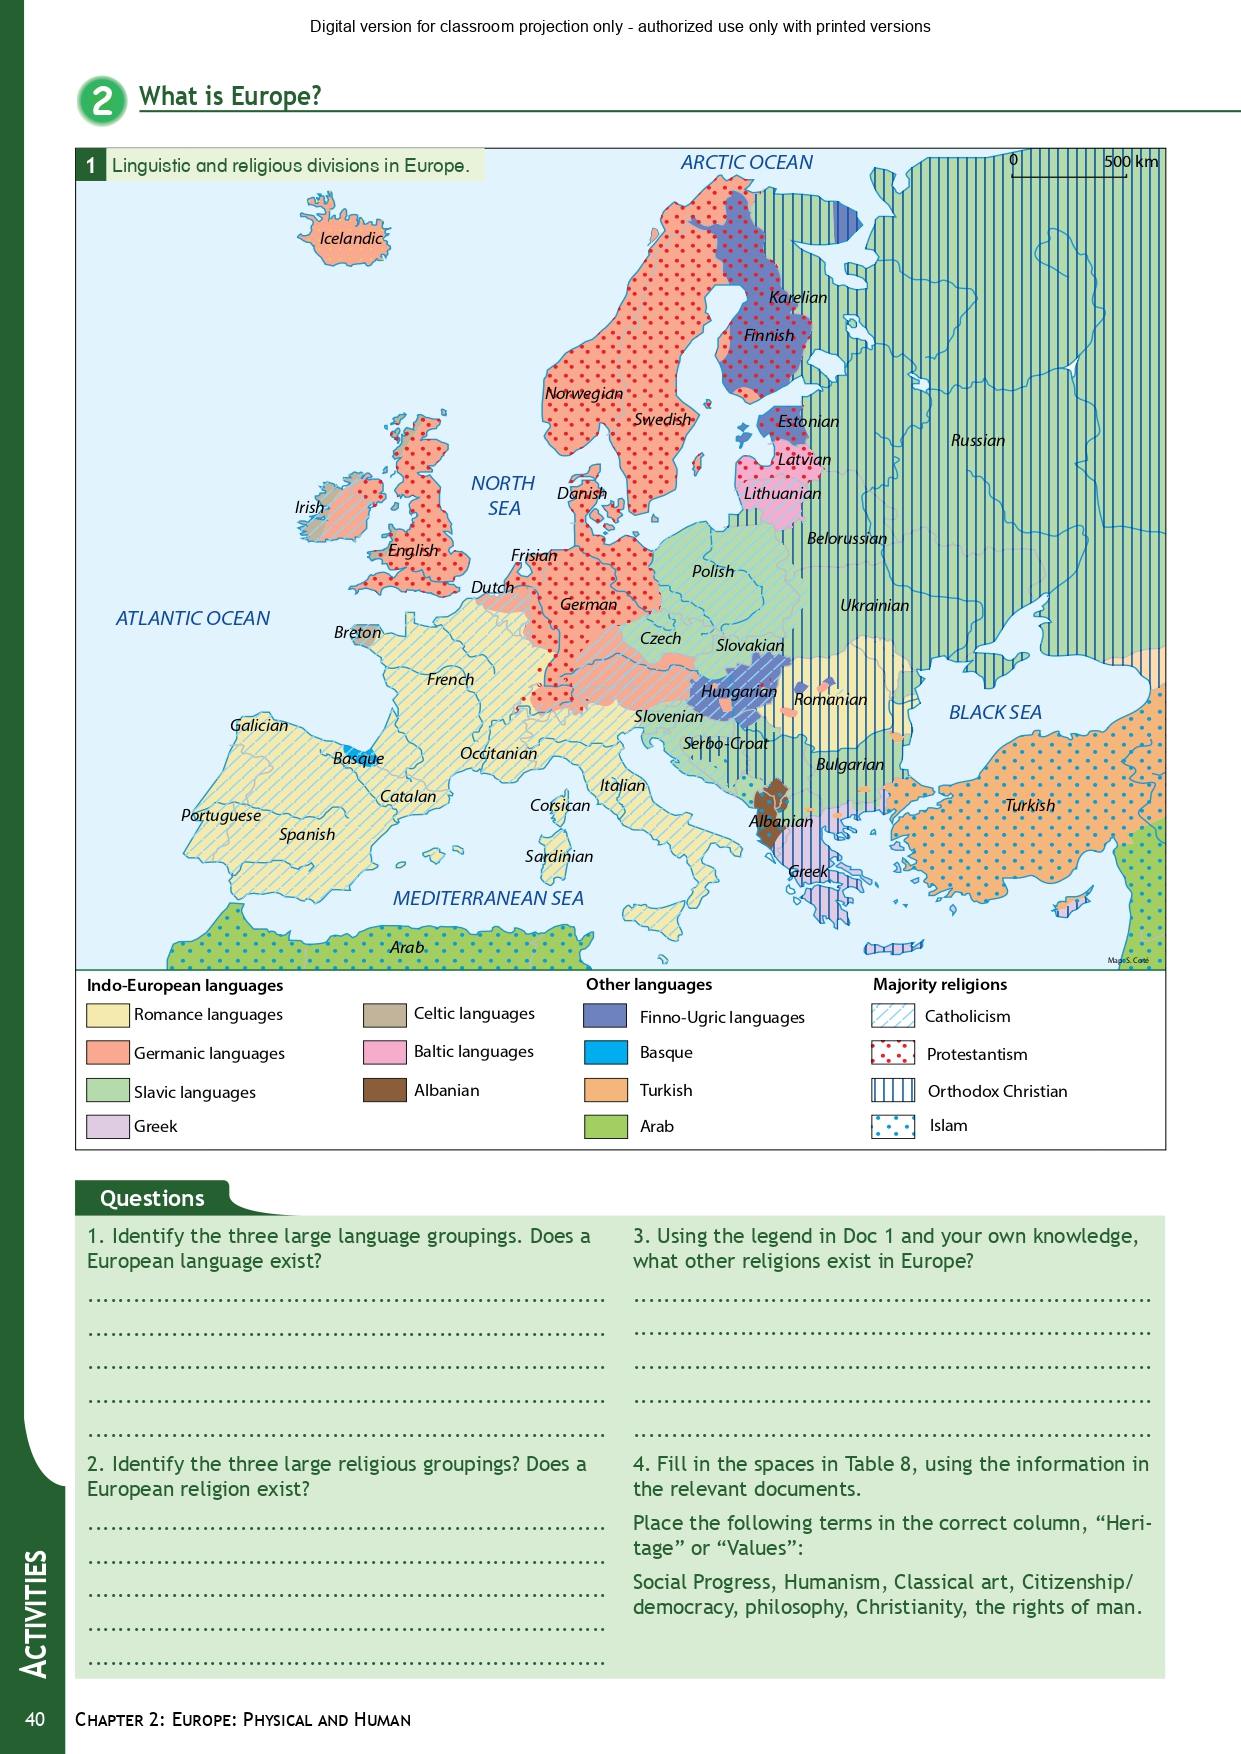 Digital version for classroom projection only - authorized use only with printed versions
2 What is Europe?
1 Linguistic and religious divisions in Europe.
ARCTIC OCEAN
0 500 km
Icelandic
Karelian
Finnish
Norwegian
Swedish
Estonian
Russian
Latvian
NORTH
SEA
Danish
Lithuanian
Irish
Belorussian
English
Frisian
Polish
Dutch
German
Ukrainian
ATLANTIC OCEAN
Breton
Czech
Slovakian
French
Hungarian
Romanian
BLACK SEA
Galician
Slovenian
Serbo-Croat
Basque
Occitanian
Bulgarian
Italian
Catalan
Corsican
Turkish
Portuguese
Spanish
Albanian
Sardinian
Greek
MEDITERRANEAN SEA
Arab
Indo-European languages
Romance languages
Germanic languages
Slavic languages
Greek
Celtic languages
Baltic languages
Albanian
Other languages
Finno-Ugric languages
Basque
Turkish
Arab
Majority religions
Catholicism
Protestantism
Orthodox Christian
Islam
Questions
1. Identify the three large language groupings. Does a
European language exist?
2. Identify the three large religious groupings? Does a
European religion exist?
3. Using the legend in Doc 1 and your own knowledge,
what other religions exist in Europe?
4. Fill in the spaces in Table 8, using the information in
the relevant documents.
Place the following terms in the correct column, “Heri-
tage” or “Values”:
Social Progress, Humanism, Classical art, Citizenship/
democracy, philosophy, Christianity, the rights of man.
ACTIVITIES
40 CHAPTER 2: EUROPE: PHYSICAL AND HUMAN